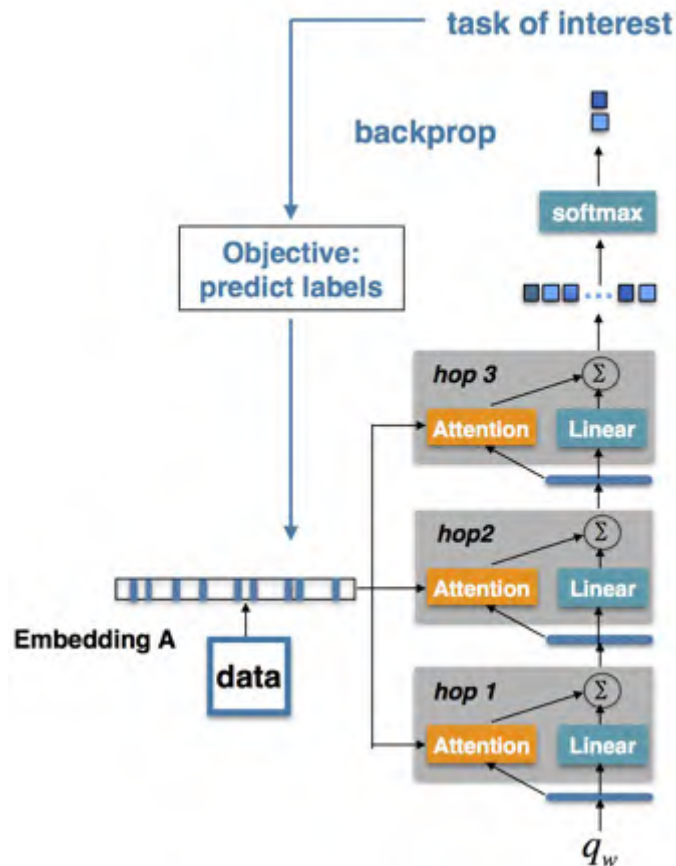 task of interest
backprop
softmax
Objective:
predict labels
hop 3
Σ
Attention
Linear
hop2
Σ
Attention
Linear
Embedding A
data
hop 1
Σ
Attention
Linear
q_w